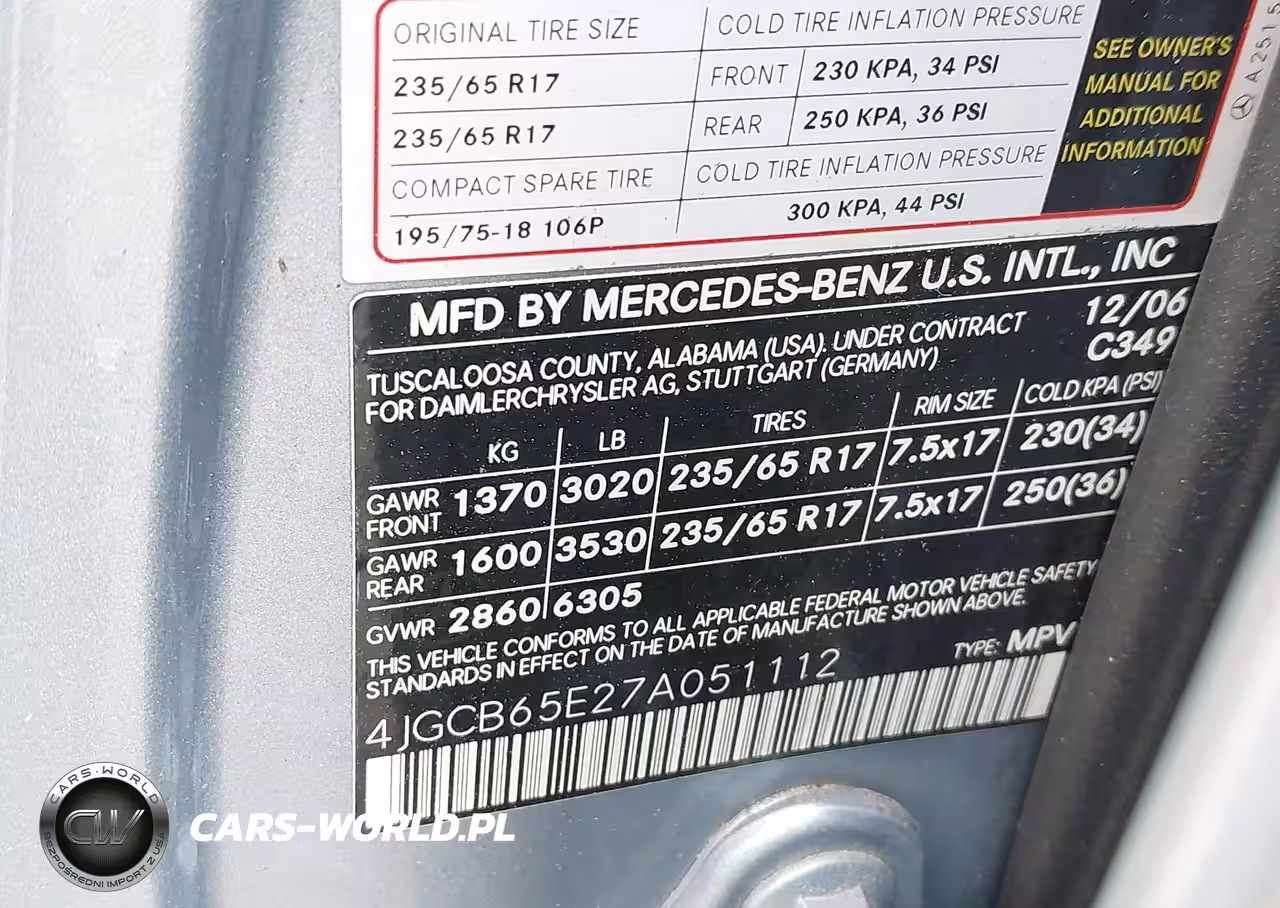 ORIGINAL TIRE SIZE COLD TIRE INFLATION PRESSURE
235/65 R17 FRONT 230 KPA, 34 PSI
235/65 R17 REAR 250 KPA, 36 PSI
COMPACT SPARE TIRE COLD TIRE INFLATION PRESSURE
195/75-18 106P 300 KPA, 44 PSI
SEE OWNER'S
MANUAL FOR
ADDITIONAL
INFORMATION
MFD BY MERCEDES-BENZ U.S. INTL., INC
TUSCALOOSA COUNTY, ALABAMA (USA). UNDER CONTRACT 12/06
FOR DAIMLERCHRYSLER AG, STUTTGART (GERMANY) C349
KG LB TIRES RIM SIZE COLD KPA (PSI)
GAWR FRONT 1370 3020 235/65 R17 7.5x17 230(34)
GAWR REAR 1600 3530 235/65 R17 7.5x17 250(36)
GVWR 2860 6305
THIS VEHICLE CONFORMS TO ALL APPLICABLE FEDERAL MOTOR VEHICLE SAFETY
STANDARDS IN EFFECT ON THE DATE OF MANUFACTURE SHOWN ABOVE.
TYPE: MPV
4JGCB65E27A051112
CARS-WORLD
CW
BEZPOŚREDNI IMPORT Z USA
CARS-WORLD.PL